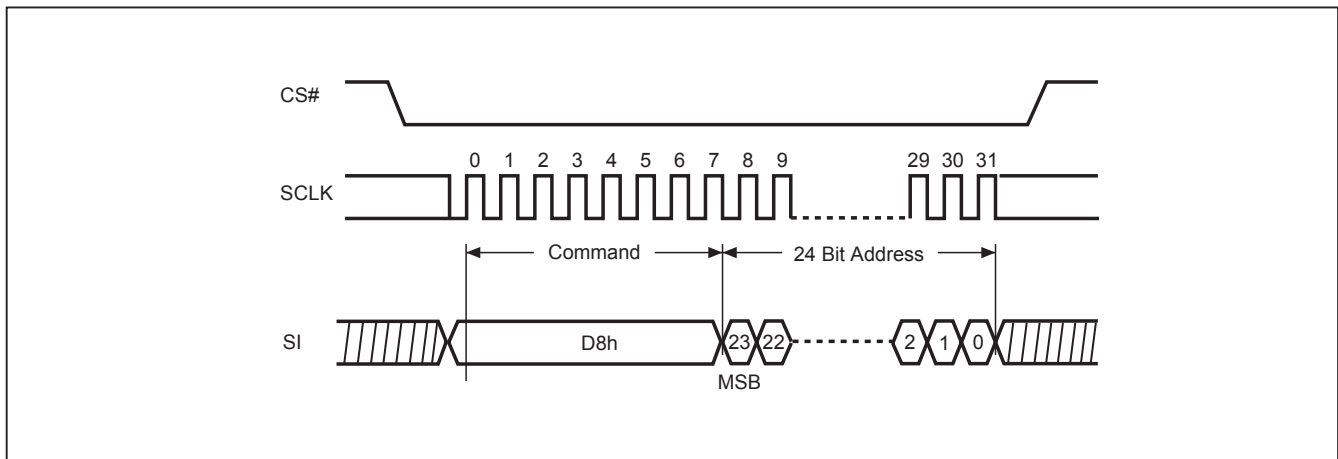 CS#
0 1 2 3 4 5 6 7 8 9 29 30 31
SCLK
Command 24 Bit Address
SI D8h 23 22 2 1 0
MSB